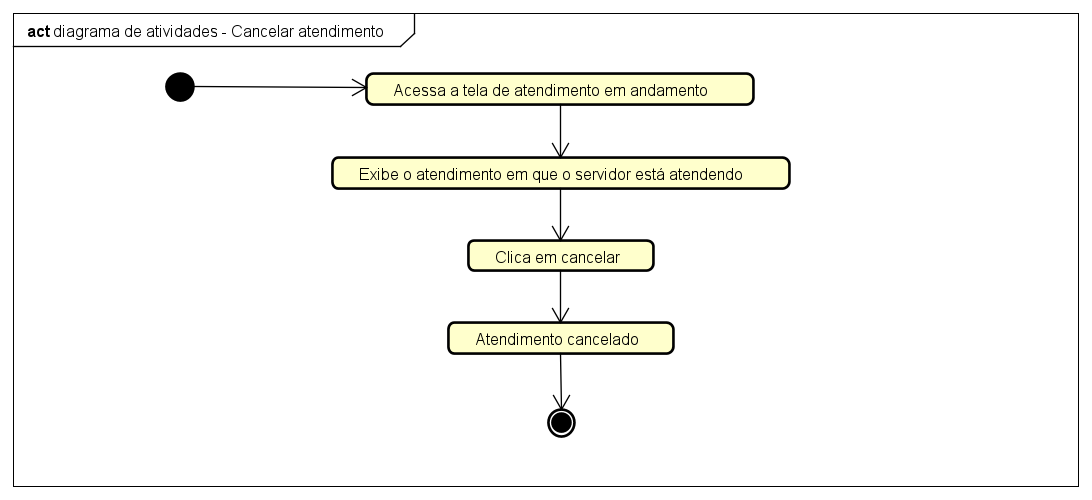 act diagrama de atividades - Cancelar atendimento
Acessa a tela de atendimento em andamento
Exibe o atendimento em que o servidor está atendendo
Clica em cancelar
Atendimento cancelado